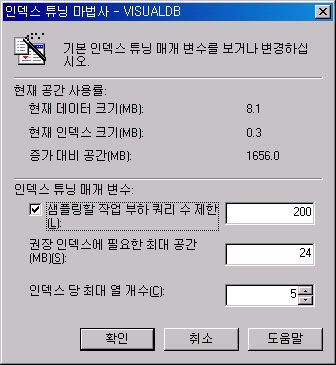 인덱스 튜닝 마법사 - VISUALDB
기본 인덱스 튜닝 매개 변수를 보거나 변경하십
시오.
현재 공간 사용률:
현재 데이터 크기(MB): 8.1
현재 인덱스 크기(MB): 0.3
증가 대비 공간(MB): 1656.0
인덱스 튜닝 매개 변수:
샘플링할 작업 부하 쿼리 수 제한
(L): 200
권장 인덱스에 필요한 최대 공간
(MB)(S): 24
인덱스 당 최대 열 개수(C): 5
확인 취소 도움말